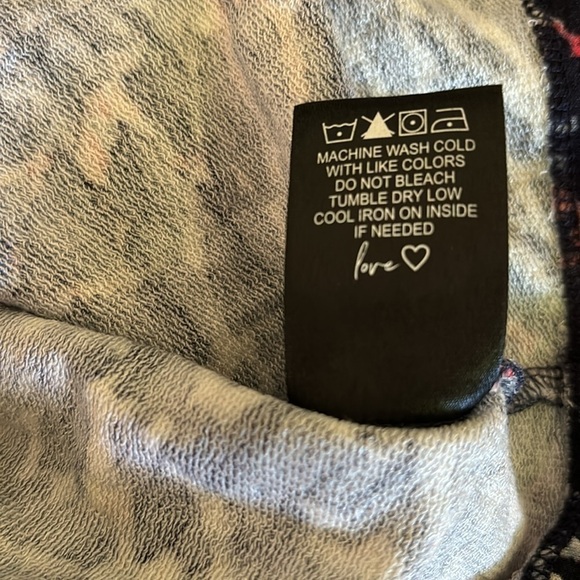 MACHINE WASH COLD
WITH LIKE COLORS
DO NOT BLEACH
TUMBLE DRY LOW
COOL IRON ON INSIDE
IF NEEDED
love